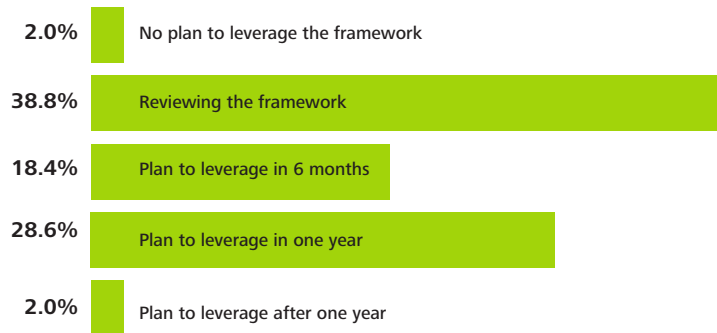 2.0% No plan to leverage the framework
38.8% Reviewing the framework
18.4% Plan to leverage in 6 months
28.6% Plan to leverage in one year
2.0% Plan to leverage after one year